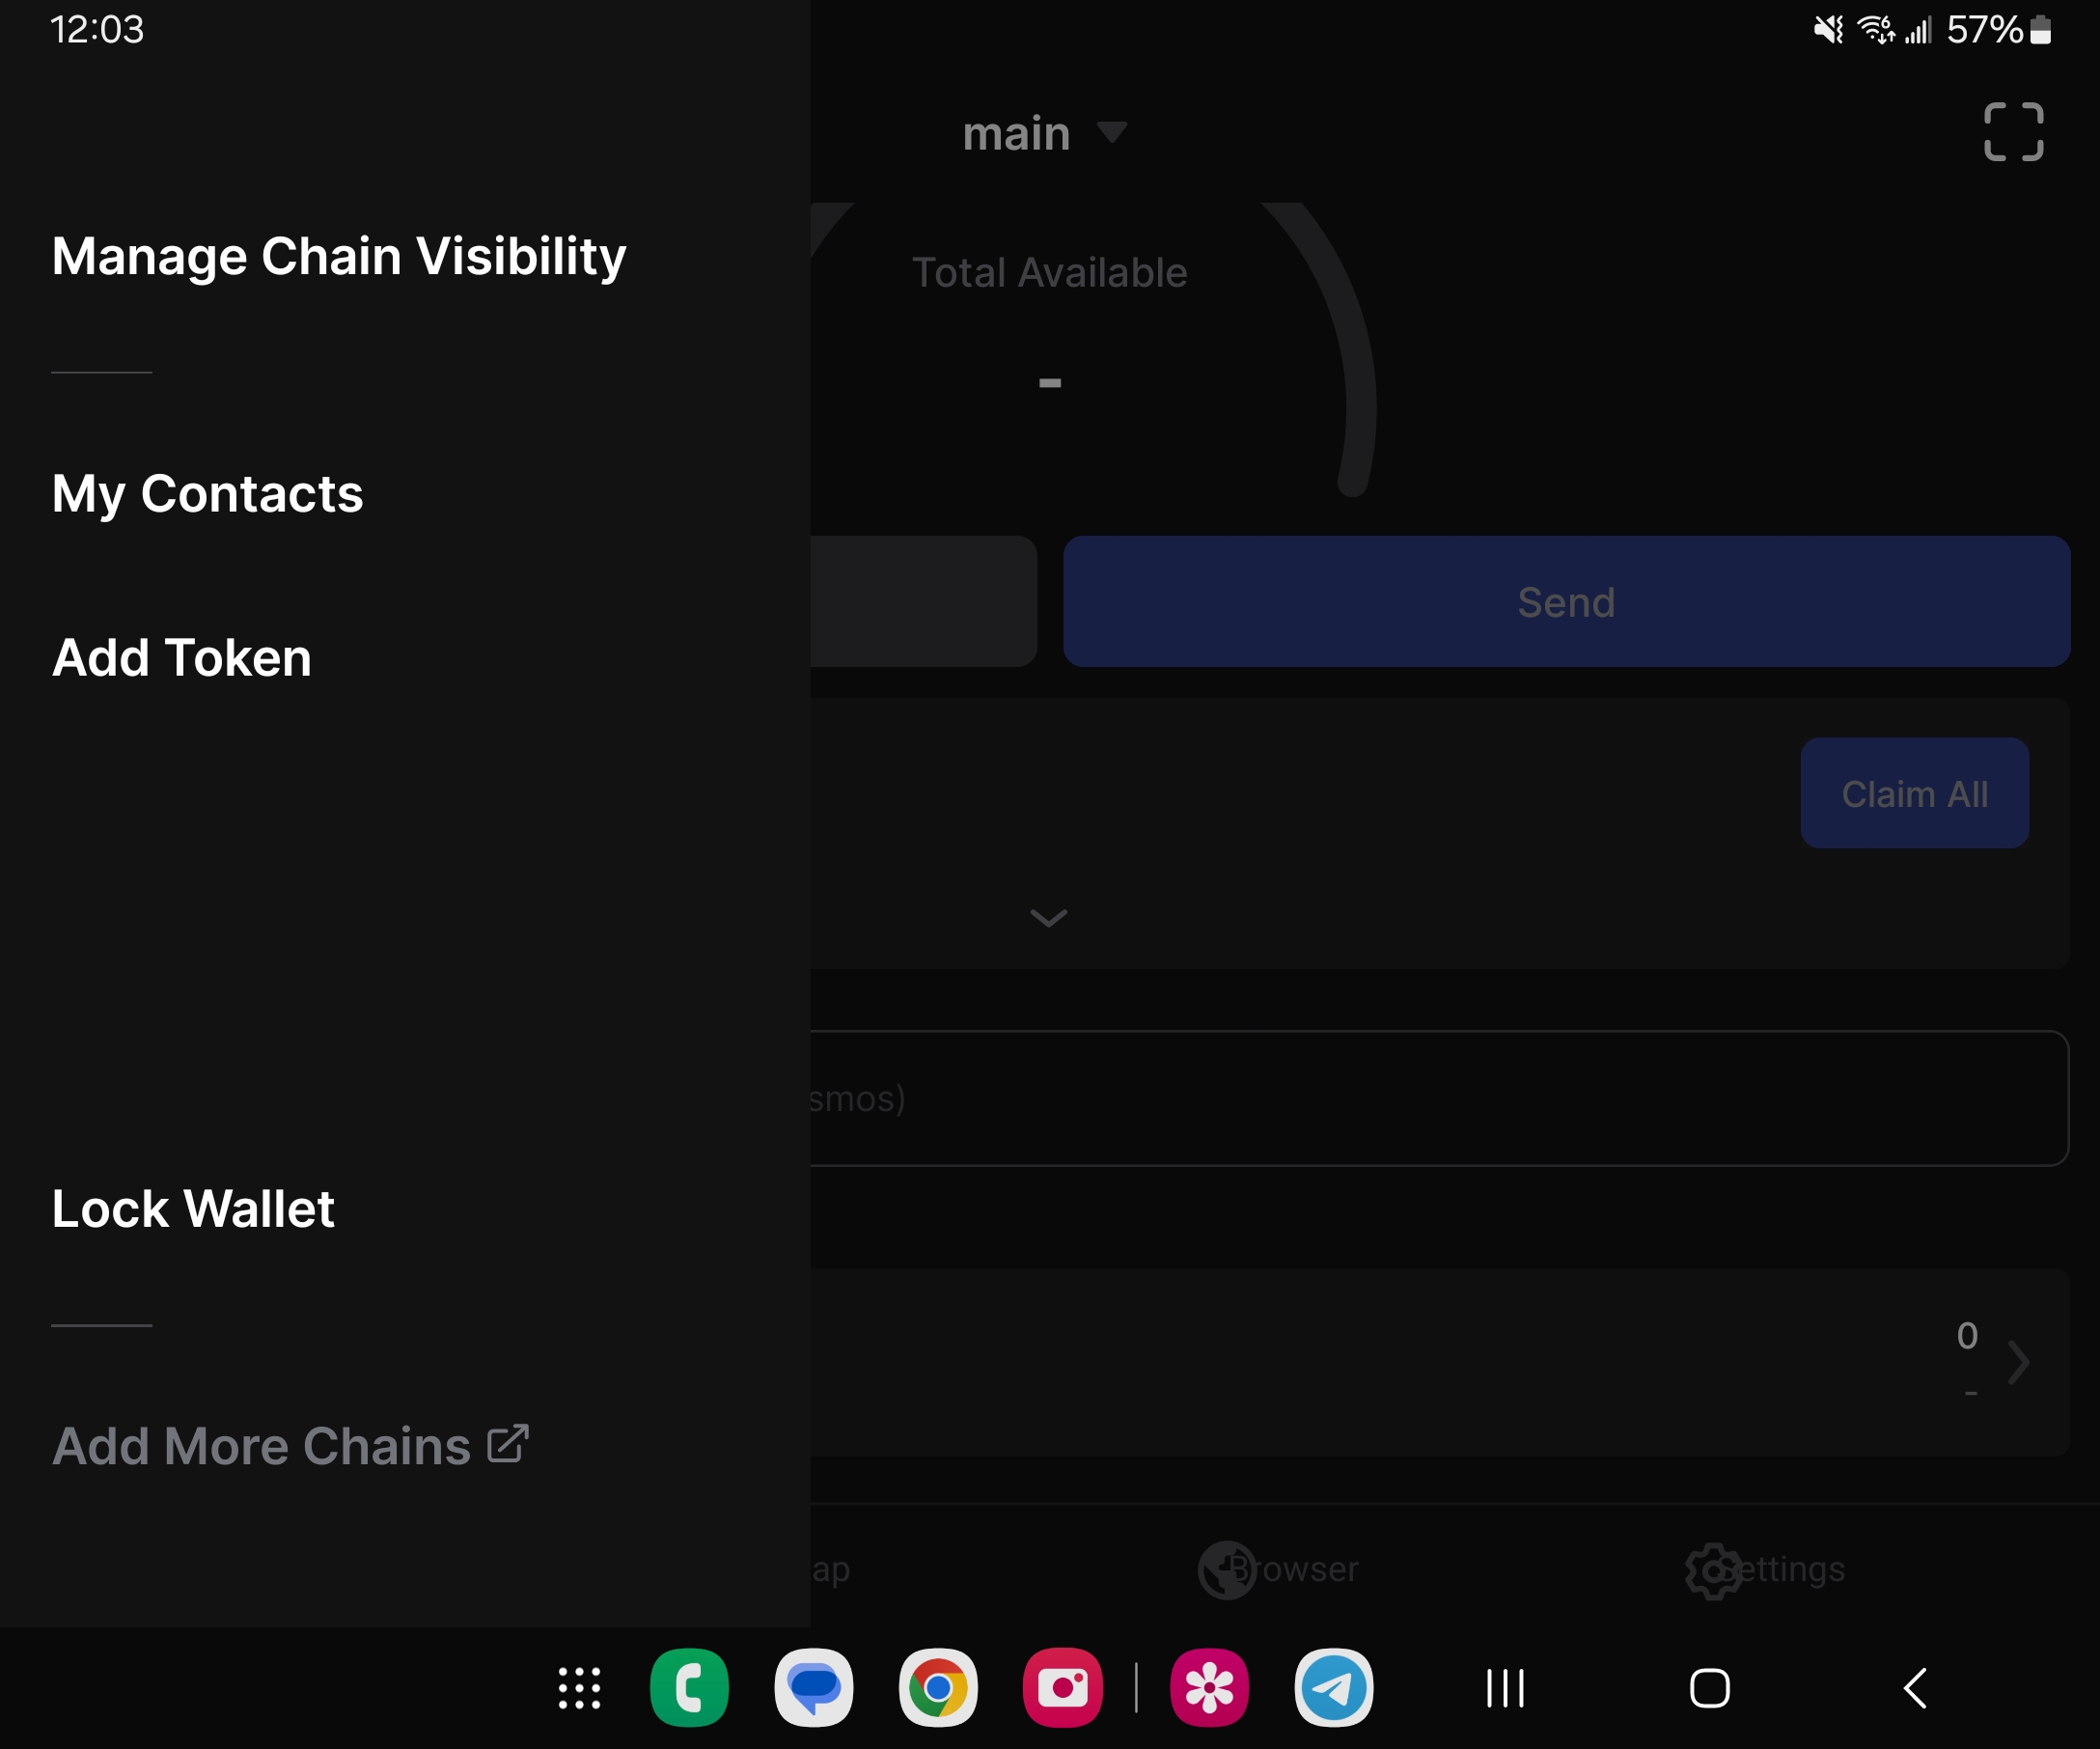 12:03
57%
main
Manage Chain Visibility
Total Available
-
My Contacts
Send
Add Token
Claim All
smos)
Lock Wallet
0
-
Add More Chains
ap
Browser
Settings